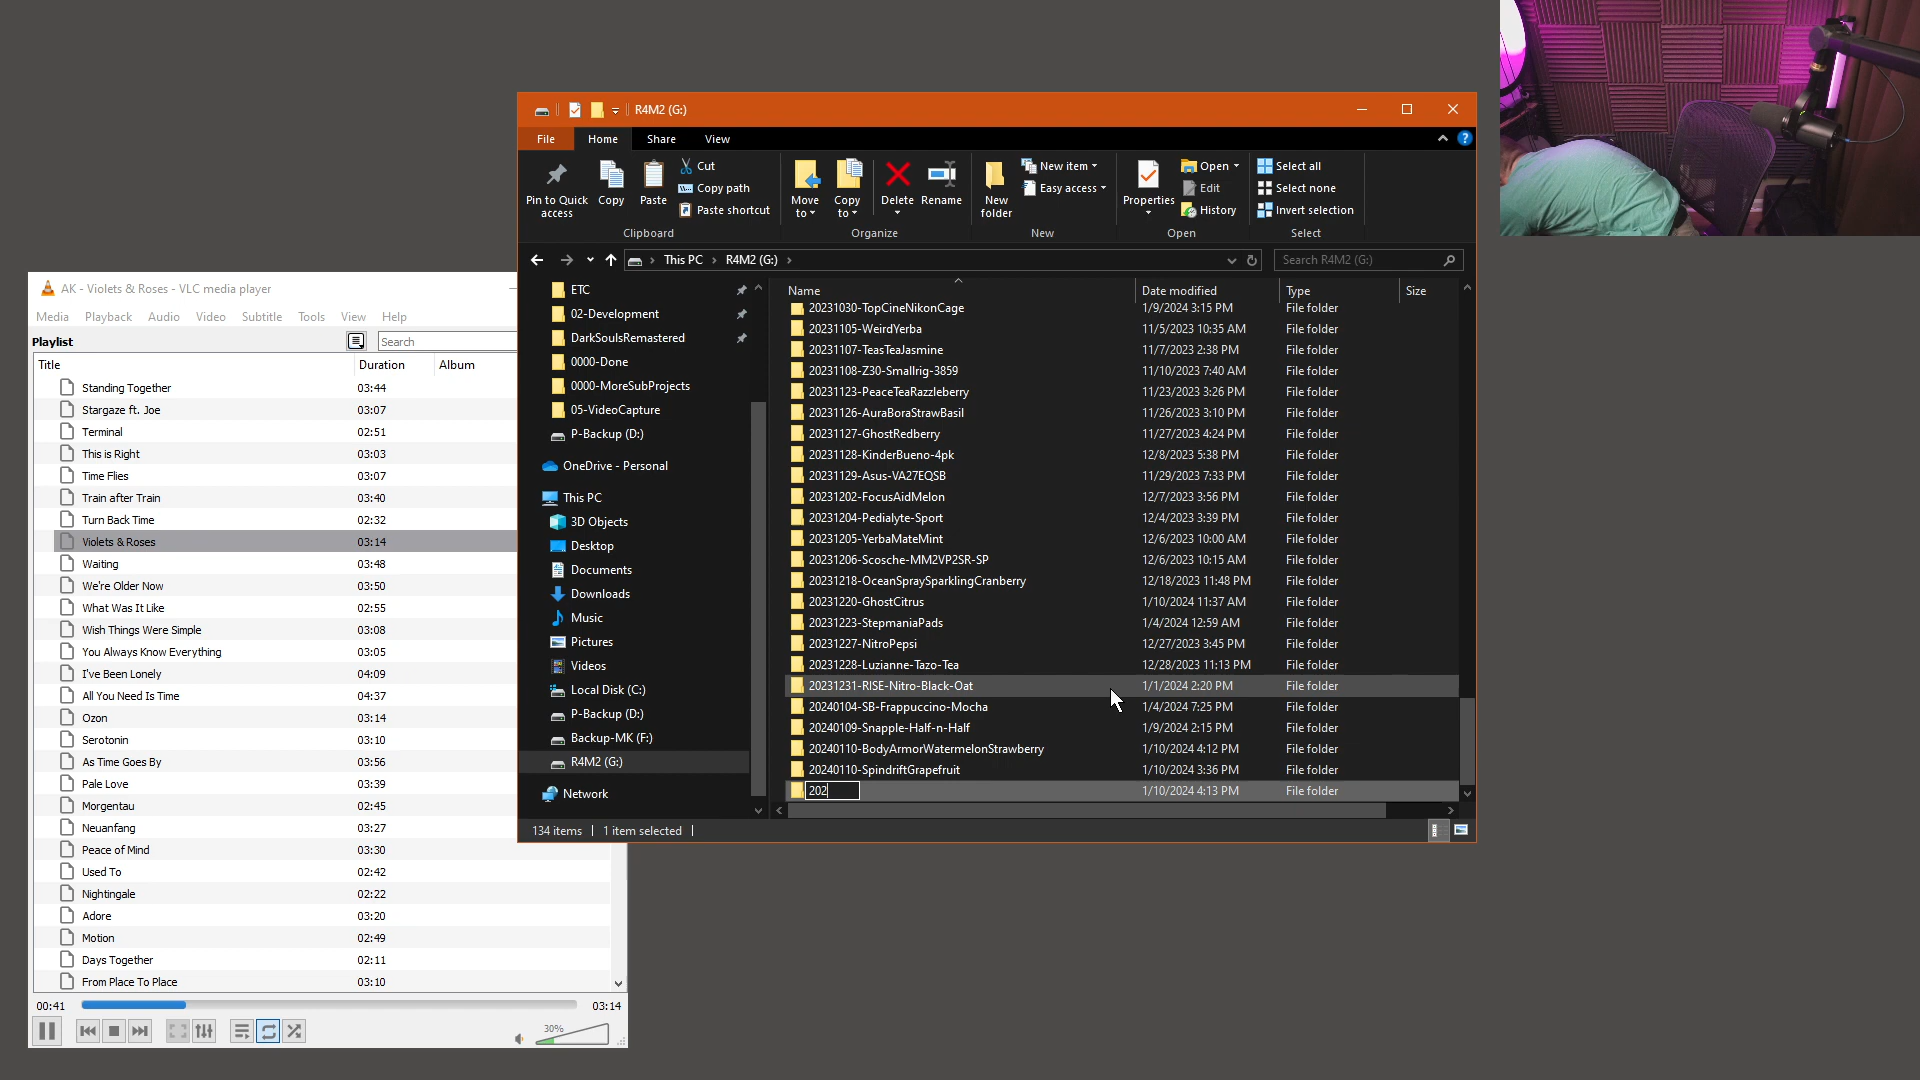 R4M2 (G:)
File Home Share View
Pin to Quick access
Copy
Paste
Cut
Copy path
Paste shortcut
Clipboard
Move to
Copy to
Delete
Rename
Organize
New folder
New item
Easy access
New
Properties
Open
Edit
History
Open
Select all
Select none
Invert selection
Select
This PC R4M2 (G:)
Search R4M2 (G:)
ETC
02-Development
DarkSoulsRemastered
0000-Done
0000-MoreSubProjects
05-VideoCapture
P-Backup (D:)
OneDrive - Personal
This PC
3D Objects
Desktop
Documents
Downloads
Music
Pictures
Videos
Local Disk (C:)
P-Backup (D:)
Backup-MK (F:)
R4M2 (G:)
Network
Name Date modified Type Size
20231030-TopCineNikonCage 1/9/2024 3:15 PM File folder
20231105-WeirdYerba 11/5/2023 10:35 AM File folder
20231107-TeasTeaJasmine 11/7/2023 2:38 PM File folder
20231108-Z30-Smallrig-3859 11/10/2023 7:40 AM File folder
20231123-PeaceTeaRazzleberry 11/23/2023 3:26 PM File folder
20231126-AuraBoraStrawBasil 11/26/2023 3:10 PM File folder
20231127-GhostRedberry 11/27/2023 4:24 PM File folder
20231128-KinderBueno-4pk 12/8/2023 5:38 PM File folder
20231129-Asus-VA27EQSB 11/29/2023 7:33 PM File folder
20231202-FocusAidMelon 12/7/2023 3:56 PM File folder
20231204-Pedialyte-Sport 12/4/2023 3:39 PM File folder
20231205-YerbaMateMint 12/6/2023 10:00 AM File folder
20231206-Scosche-MM2VP2SR-SP 12/6/2023 10:15 AM File folder
20231218-OceanSpraySparklingCranberry 12/18/2023 11:48 PM File folder
20231220-GhostCitrus 1/10/2024 11:37 AM File folder
20231223-StepmaniaPads 1/4/2024 12:59 AM File folder
20231227-NitroPepsi 12/27/2023 3:45 PM File folder
20231228-Luzianne-Tazo-Tea 12/28/2023 11:13 PM File folder
20231231-RISE-Nitro-Black-Oat 1/1/2024 2:20 PM File folder
20240104-SB-Frappuccino-Mocha 1/4/2024 7:25 PM File folder
20240109-Snapple-Half-n-Half 1/9/2024 2:15 PM File folder
20240110-BodyArmorWatermelonStrawberry 1/10/2024 4:12 PM File folder
20240110-SpindriftGrapefruit 1/10/2024 3:36 PM File folder
202 1/10/2024 4:13 PM File folder
134 items 1 item selected
AK - Violets & Roses - VLC media player
Media Playback Audio Video Subtitle Tools View Help
Playlist
Search
Title Duration Album
Standing Together 03:44
Stargaze ft. Joe 03:07
Terminal 02:51
This is Right 03:03
Time Flies 03:07
Train after Train 03:40
Turn Back Time 02:32
Violets & Roses 03:14
Waiting 03:48
We're Older Now 03:50
What Was It Like 02:55
Wish Things Were Simple 03:08
You Always Know Everything 03:05
I've Been Lonely 04:09
All You Need Is Time 04:37
Ozon 03:14
Serotonin 03:10
As Time Goes By 03:56
Pale Love 03:39
Morgentau 02:45
Neuanfang 03:27
Peace of Mind 03:30
Used To 02:42
Nightingale 02:22
Adore 03:20
Motion 02:49
Days Together 02:11
From Place To Place 03:10
00:41 03:14
30%